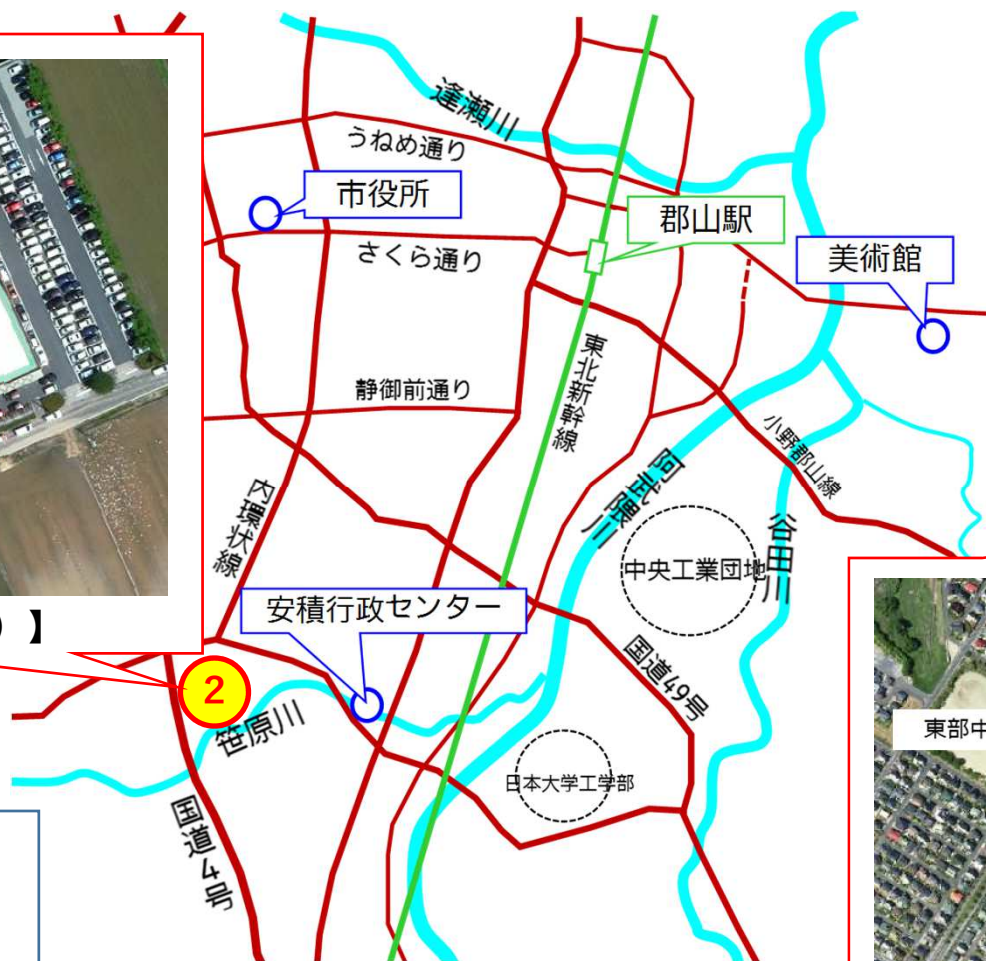 逢瀬川
うねめ通り
市役所
郡山駅
さくら通り
美術館
東北新幹線
静御前通り
小野郡山線
阿武隈川
内環状線
谷田川
中央工業団地
安積行政センター
）】
国道49号
2
笹原川
東部中
日本大学工学部
国道4号